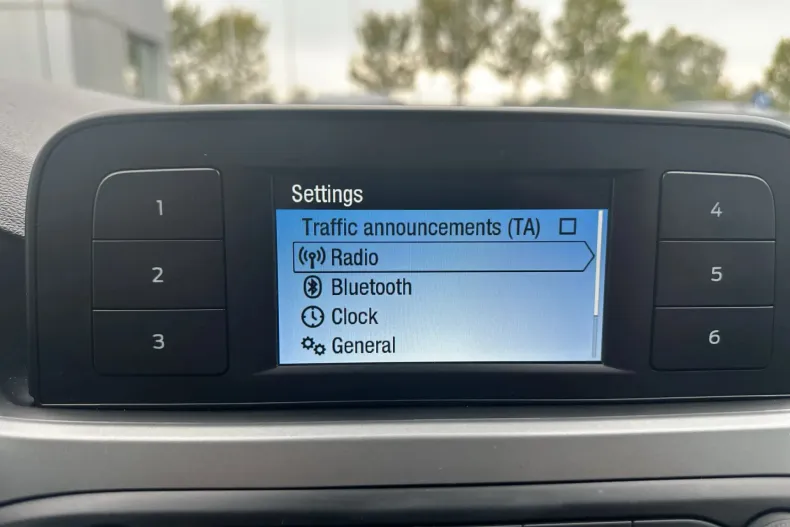 Settings
Traffic announcements (TA)
Radio
Bluetooth
Clock
General
1
2
3
4
5
6